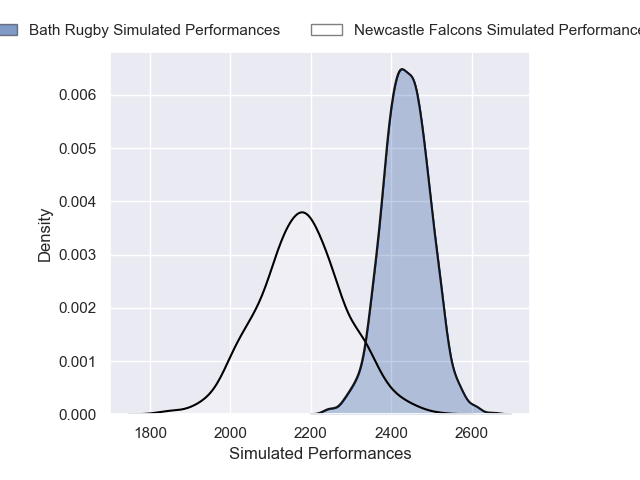 Bath Rugby Simulated Performances Newcastle Falcons Simulated Performance
0.006
0.005
0.004
0.003
0.002
0.001
0.000
Density
1800 2000 2200 2400 2600
Simulated Performances